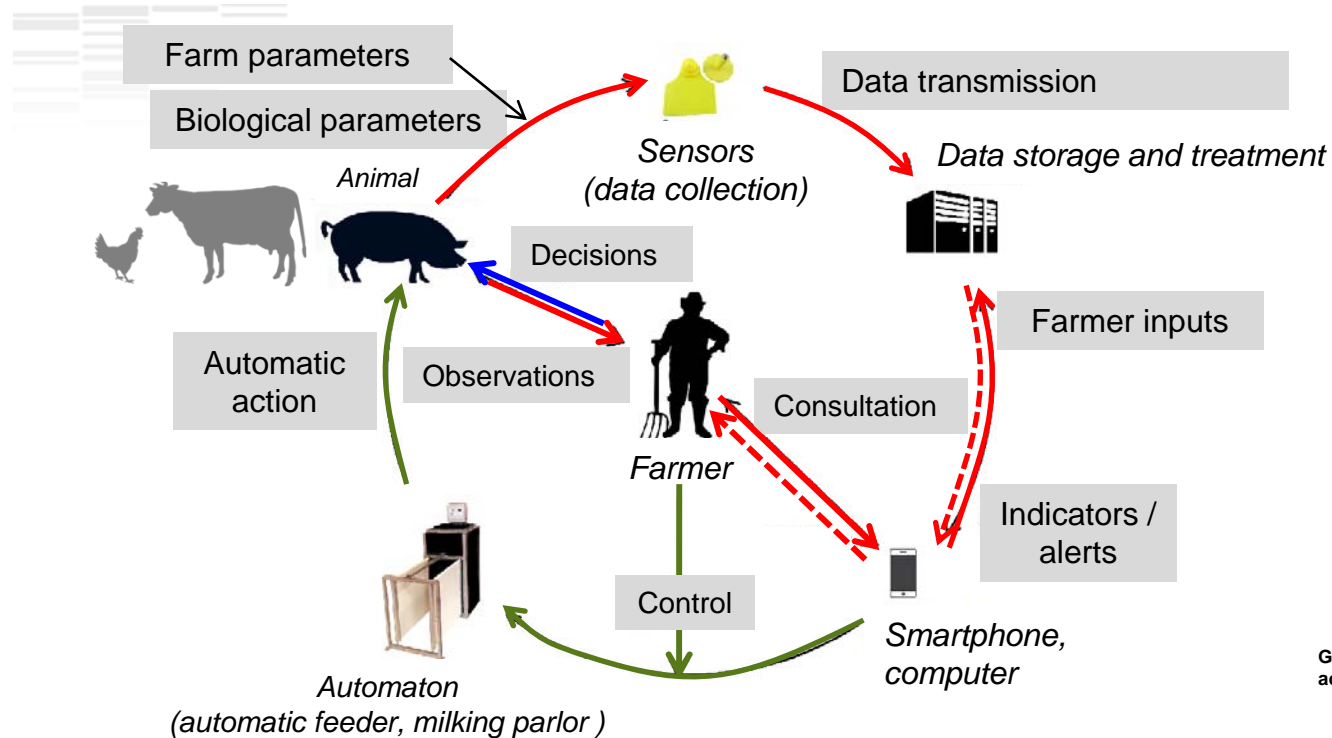 Farm parameters
Biological parameters
Animal
Sensors
(data collection)
Data transmission
Data storage and treatment
Decisions
Farmer inputs
Automatic
action
Observations
Consultation
Farmer
Indicators /
alerts
Control
Smartphone,
computer
Automaton
(automatic feeder, milking parlor )